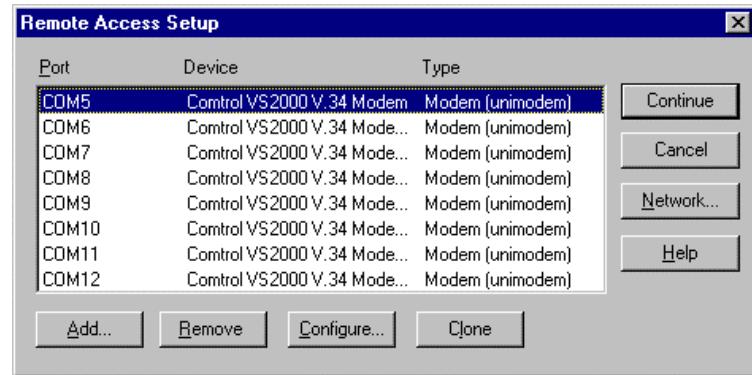 Remote Access Setup
Port Device Type
COM5 Comtrol VS2000 V.34 Modem Modem (unimodem)
COM6 Comtrol VS2000 V.34 Mode... Modem (unimodem)
COM7 Comtrol VS2000 V.34 Mode... Modem (unimodem)
COM8 Comtrol VS2000 V.34 Mode... Modem (unimodem)
COM9 Comtrol VS2000 V.34 Mode... Modem (unimodem)
COM10 Comtrol VS2000 V.34 Mode... Modem (unimodem)
COM11 Comtrol VS2000 V.34 Mode... Modem (unimodem)
COM12 Comtrol VS2000 V.34 Mode... Modem (unimodem)
Continue
Cancel
Network...
Help
Add... Remove Configure... Clone